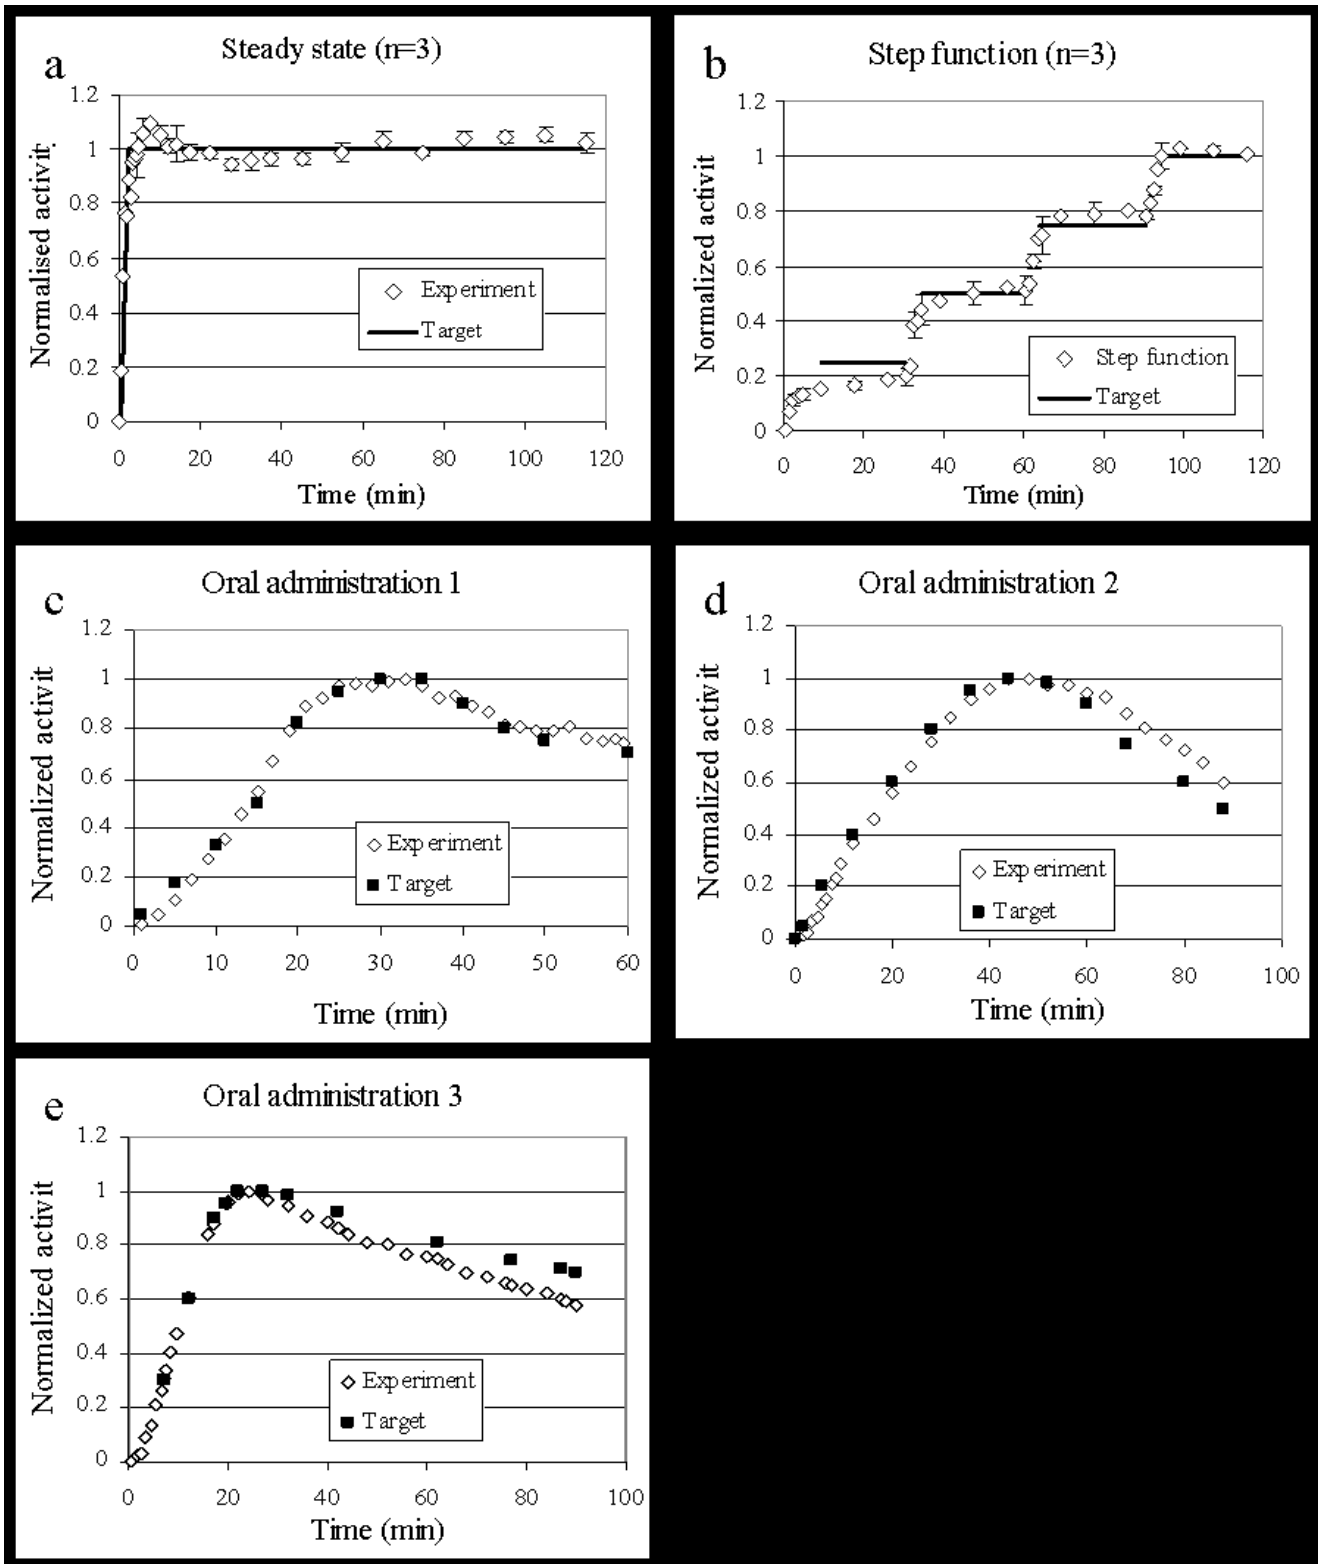 a
Steady state (n=3)
1.2
1
0.8
0.6
0.4
0.2
0
Normalised activit
Experiment
Target
0 20 40 60 80 100 120
Time (min)
b
Step function (n=3)
1.2
1
0.8
0.6
0.4
0.2
0
Normalized activit
Step function
Target
0 20 40 60 80 100 120
Time (min)
c
Oral administration 1
1.2
1
0.8
0.6
0.4
0.2
0
Normalized activit
Experiment
Target
0 10 20 30 40 50 60
Time (min)
d
Oral administration 2
1.2
1
0.8
0.6
0.4
0.2
0
Normalized activit
Experiment
Target
0 20 40 60 80 100
Time (min)
e
Oral administration 3
1.2
1
0.8
0.6
0.4
0.2
0
Normalized activit
Experiment
Target
0 20 40 60 80 100
Time (min)